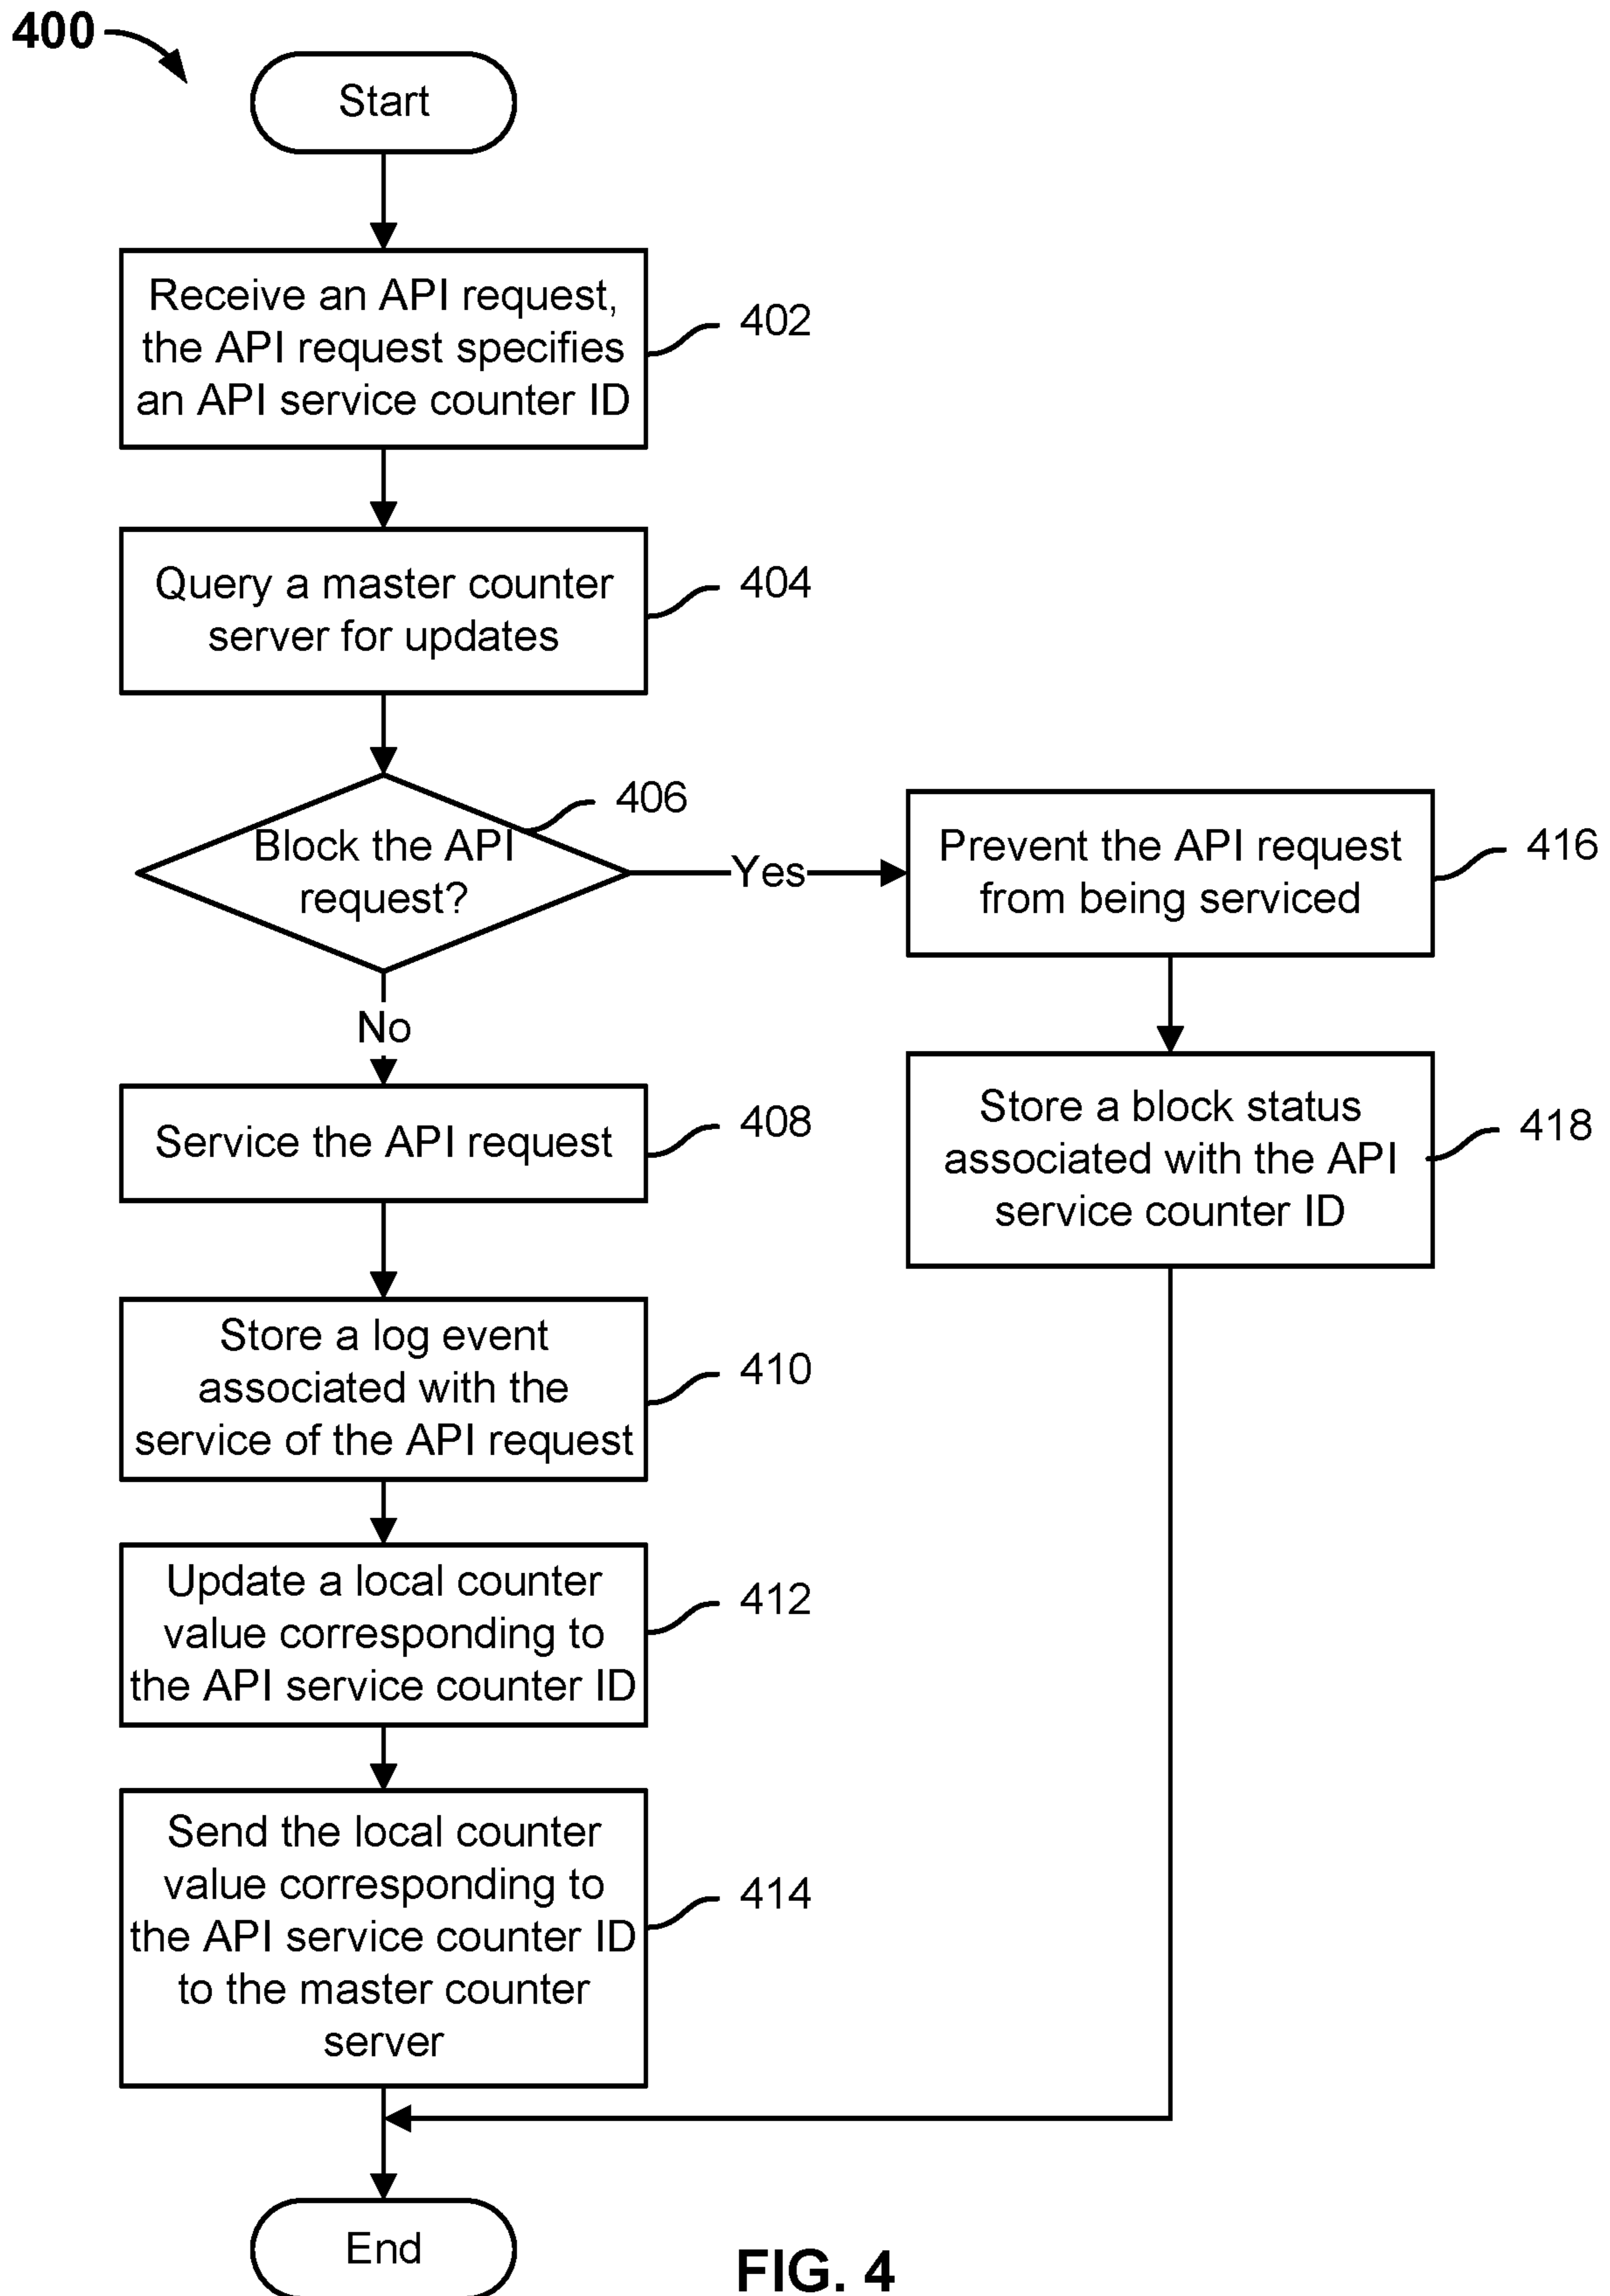 400
Start
Receive an API request,
the API request specifies
an API service counter ID
402
Query a master counter
server for updates
404
Block the API
request?
406
Yes
Prevent the API request
from being serviced
416
No
Store a block status
associated with the API
service counter ID
418
Service the API request
408
Store a log event
associated with the
service of the API request
410
Update a local counter
value corresponding to
the API service counter ID
412
Send the local counter
value corresponding to
the API service counter ID
to the master counter
server
414
End
FIG. 4